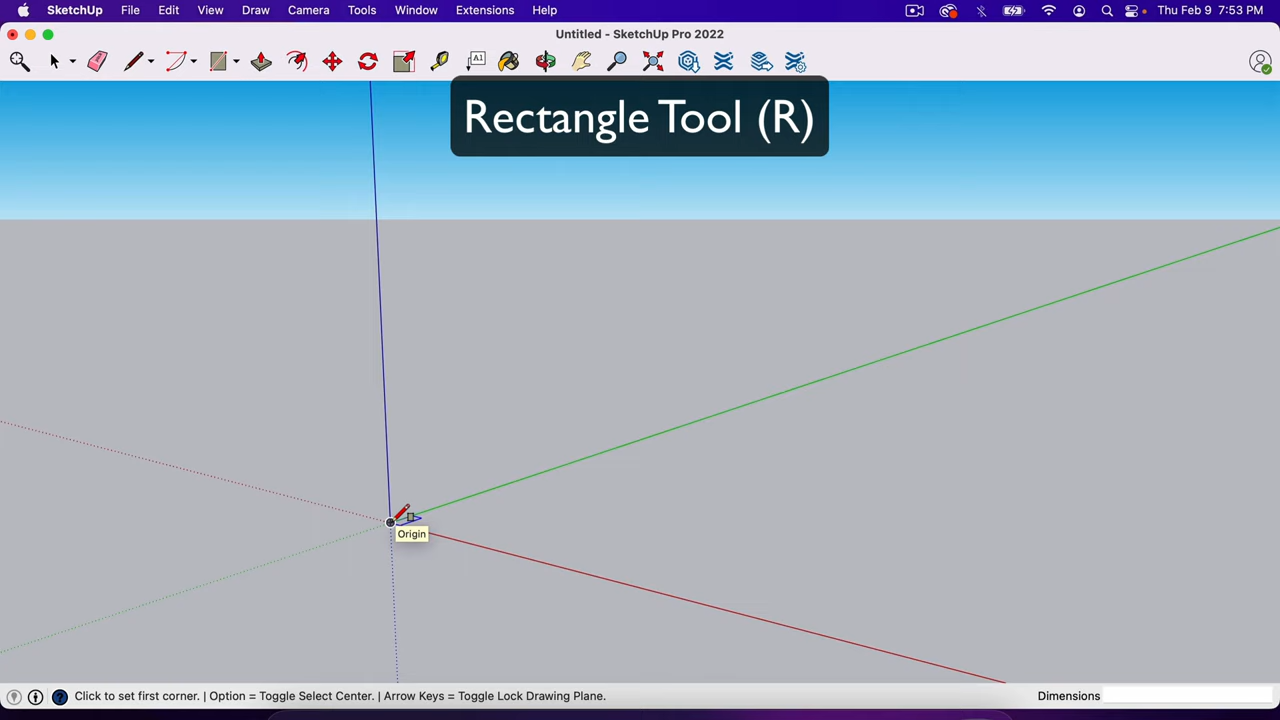 SketchUp File Edit View Draw Camera Tools Window Extensions Help Thu Feb 9 7:53 PM
Untitled - SketchUp Pro 2022
A1
Rectangle Tool (R)
Origin
Click to set first corner. | Option = Toggle Select Center. | Arrow Keys = Toggle Lock Drawing Plane. Dimensions